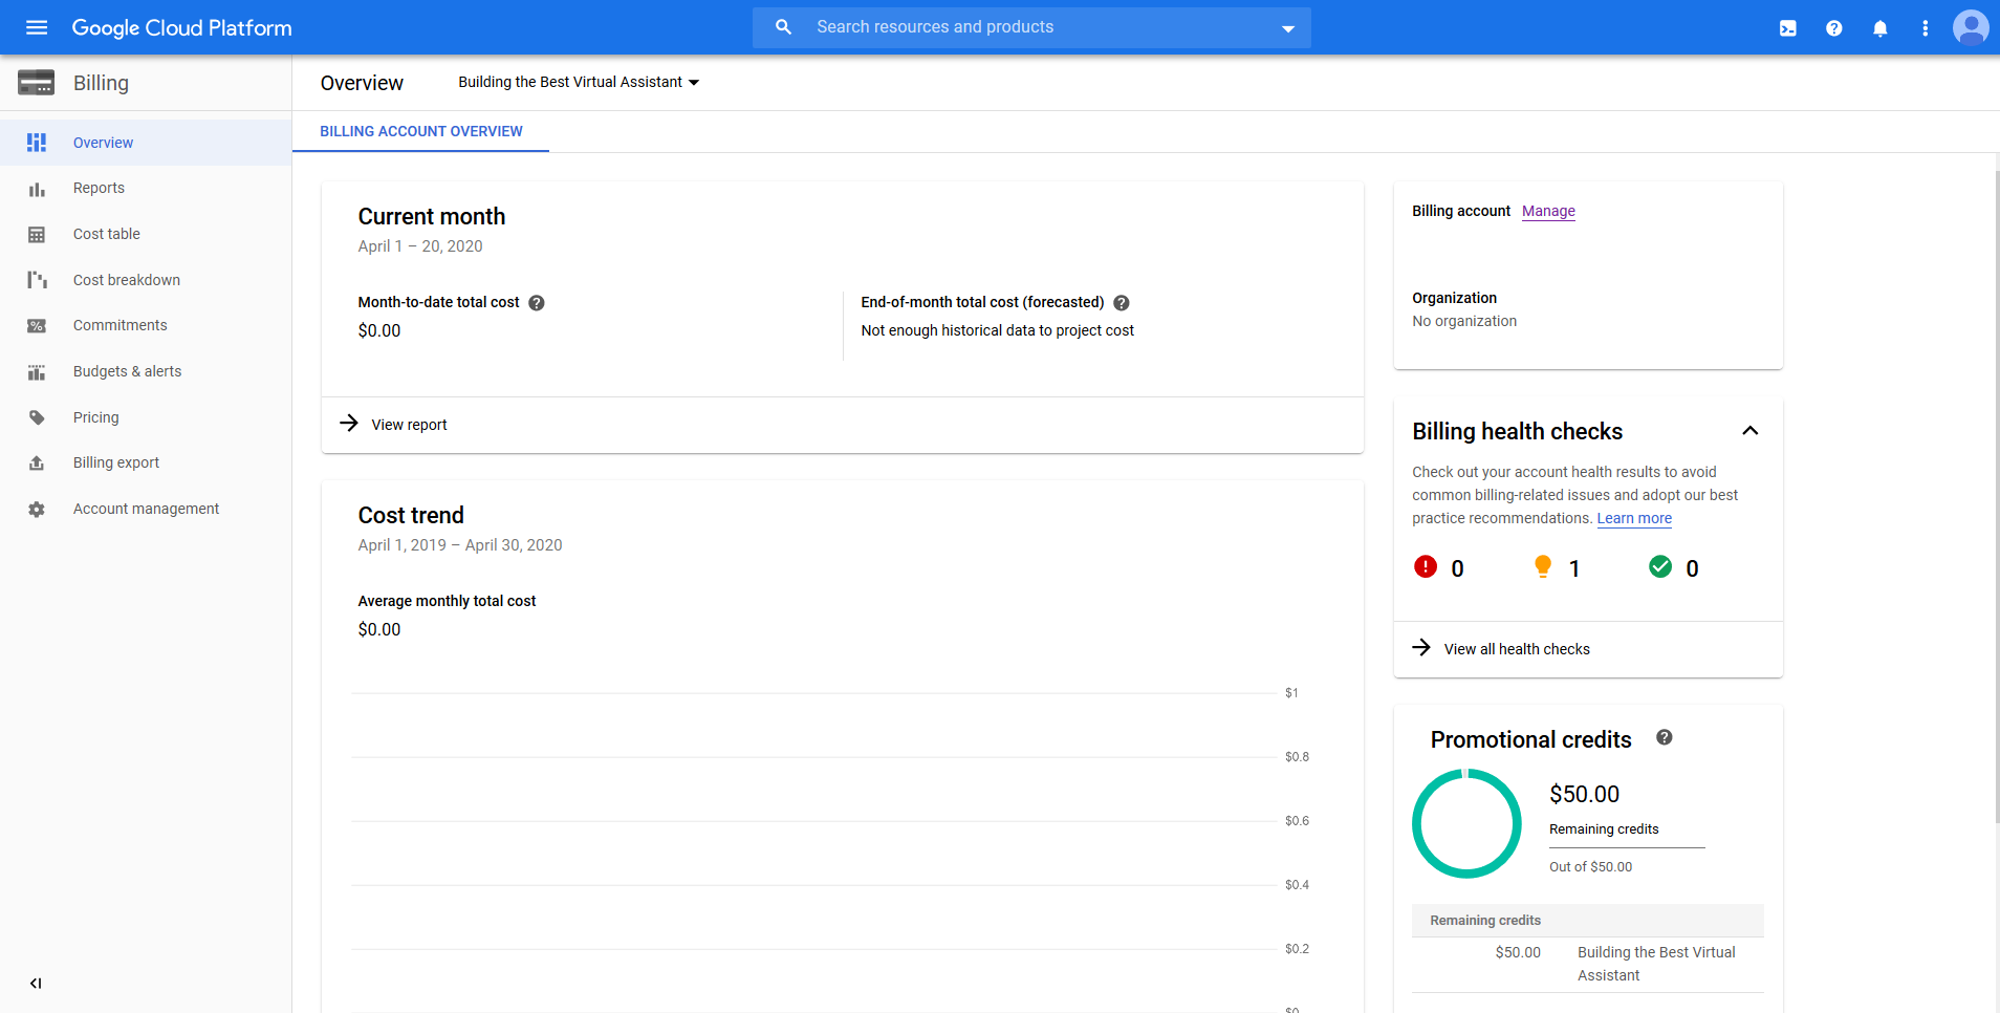 Google Cloud Platform
Search resources and products
Billing
Overview
Building the Best Virtual Assistant
BILLING ACCOUNT OVERVIEW
Overview
Reports
Cost table
Cost breakdown
Commitments
Budgets & alerts
Pricing
Billing export
Account management
Current month
April 1 – 20, 2020
Month-to-date total cost
$0.00
End-of-month total cost (forecasted)
Not enough historical data to project cost
View report
Cost trend
April 1, 2019 – April 30, 2020
Average monthly total cost
$0.00
$1
$0.8
$0.6
$0.4
$0.2
Billing account Manage
Organization
No organization
Billing health checks
Check out your account health results to avoid
common billing-related issues and adopt our best
practice recommendations. Learn more
0 1 0
View all health checks
Promotional credits
$50.00
Remaining credits
Out of $50.00
Remaining credits
$50.00 Building the Best Virtual
Assistant